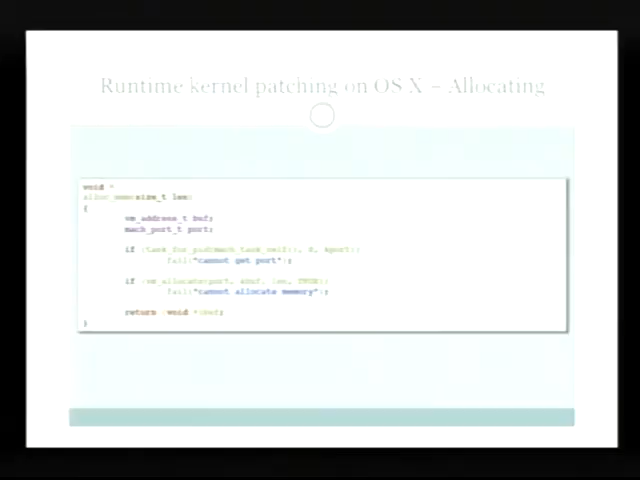 Runtime kernel patching on OS X – Allocating
void *
alloc_mem(size_t len)
{
vm_address_t buf;
mach_port_t port;
if (task_for_pid(mach_task_self(), 0, &port))
fail("cannot get port");
if (vm_allocate(port, &buf, len, TRUE))
fail("cannot allocate memory");
return (void *)buf;
}